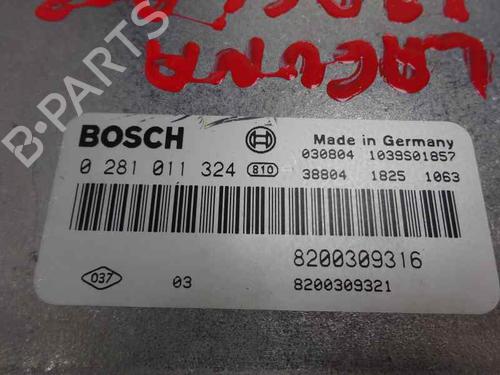 LAGUNA
B-PARTS
BOSCH
Made in Germany
0 281 011 324 810
030804 1039S01857
38804 1825 1063
8200309316
037 03 8200309321